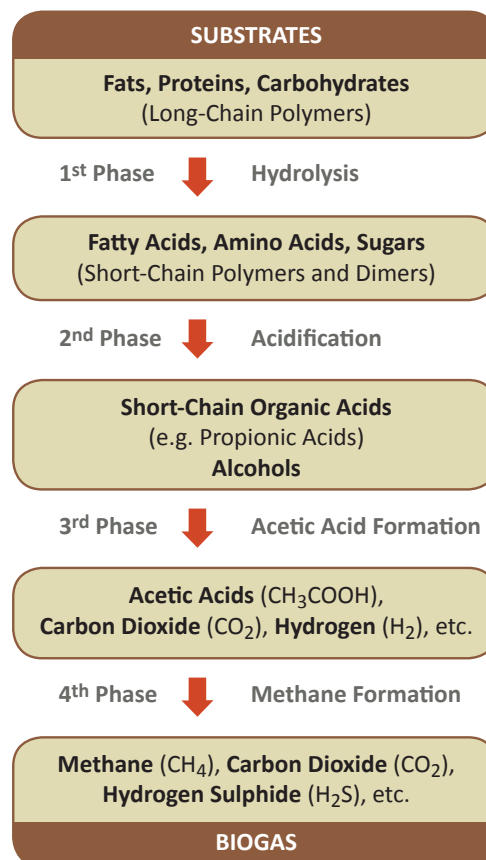 SUBSTRATES
Fats, Proteins, Carbohydrates
(Long-Chain Polymers)
1st Phase Hydrolysis
Fatty Acids, Amino Acids, Sugars
(Short-Chain Polymers and Dimers)
2nd Phase Acidification
Short-Chain Organic Acids
(e.g. Propionic Acids)
Alcohols
3rd Phase Acetic Acid Formation
Acetic Acids (CH₃COOH),
Carbon Dioxide (CO₂), Hydrogen (H₂), etc.
4th Phase Methane Formation
Methane (CH₄), Carbon Dioxide (CO₂),
Hydrogen Sulphide (H₂S), etc.
BIOGAS